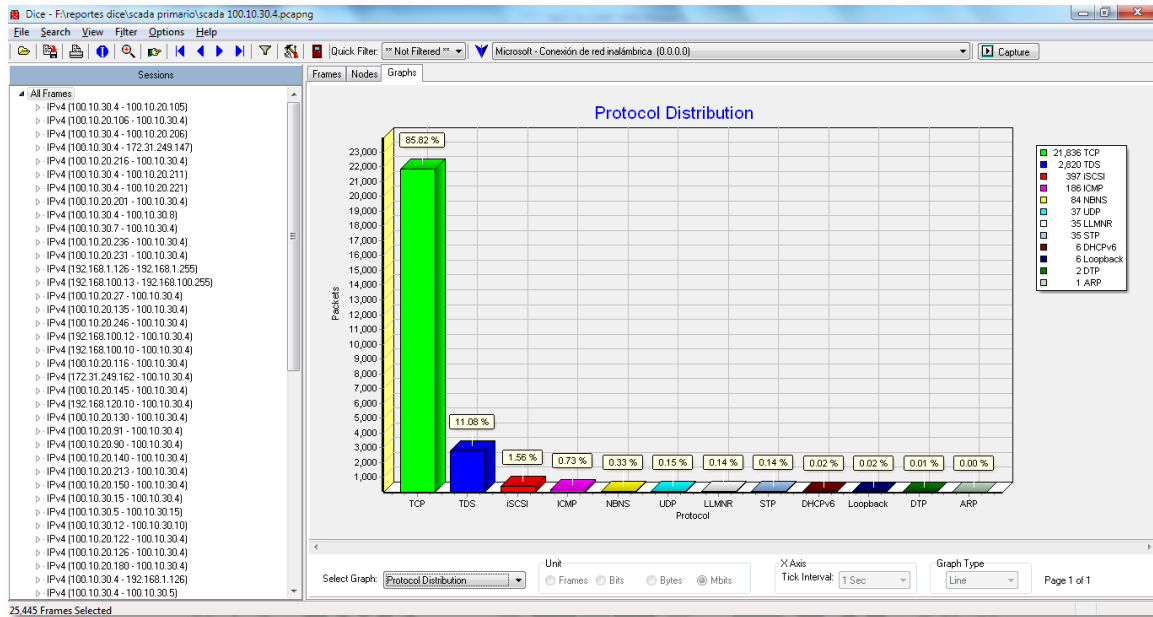 Dice - F:\reportes dice\scada primario\scada 100.10.30.4.pcapng
File Search View Filter Options Help
Quick Filter: ** Not Filtered ** Microsoft - Conexión de red inalámbrica (0.0.0.0) Capture
Sessions
Frames Nodes Graphs
All Frames
IPv4 (100.10.30.4 - 100.10.20.105)
IPv4 (100.10.20.106 - 100.10.30.4)
IPv4 (100.10.30.4 - 100.10.20.206)
IPv4 (100.10.30.4 - 172.31.249.147)
IPv4 (100.10.20.216 - 100.10.30.4)
IPv4 (100.10.30.4 - 100.10.20.211)
IPv4 (100.10.30.4 - 100.10.20.221)
IPv4 (100.10.20.201 - 100.10.30.4)
IPv4 (100.10.30.4 - 100.10.30.8)
IPv4 (100.10.30.7 - 100.10.30.4)
IPv4 (100.10.20.236 - 100.10.30.4)
IPv4 (100.10.20.231 - 100.10.30.4)
IPv4 (192.168.1.126 - 192.168.1.255)
IPv4 (192.168.100.13 - 192.168.100.255)
IPv4 (100.10.20.27 - 100.10.30.4)
IPv4 (100.10.20.135 - 100.10.30.4)
IPv4 (100.10.20.246 - 100.10.30.4)
IPv4 (192.168.100.12 - 100.10.30.4)
IPv4 (192.168.100.10 - 100.10.30.4)
IPv4 (100.10.20.116 - 100.10.30.4)
IPv4 (172.31.249.162 - 100.10.30.4)
IPv4 (100.10.20.145 - 100.10.30.4)
IPv4 (192.168.120.10 - 100.10.30.4)
IPv4 (100.10.20.130 - 100.10.30.4)
IPv4 (100.10.20.91 - 100.10.30.4)
IPv4 (100.10.20.90 - 100.10.30.4)
IPv4 (100.10.20.140 - 100.10.30.4)
IPv4 (100.10.20.213 - 100.10.30.4)
IPv4 (100.10.20.150 - 100.10.30.4)
IPv4 (100.10.30.15 - 100.10.30.4)
IPv4 (100.10.30.5 - 100.10.30.15)
IPv4 (100.10.30.12 - 100.10.30.10)
IPv4 (100.10.20.122 - 100.10.30.4)
IPv4 (100.10.20.126 - 100.10.30.4)
IPv4 (100.10.20.180 - 100.10.30.4)
IPv4 (100.10.30.4 - 192.168.1.126)
IPv4 (100.10.30.4 - 100.10.30.5)
Protocol Distribution
23,000
22,000
21,000
20,000
19,000
18,000
17,000
16,000
15,000
14,000
13,000
12,000
11,000
10,000
9,000
8,000
7,000
6,000
5,000
4,000
3,000
2,000
1,000
Packets
85.82 %
11.08 %
1.56 %
0.73 %
0.33 %
0.15 %
0.14 %
0.14 %
0.02 %
0.02 %
0.01 %
0.00 %
TCP TDS iSCSI ICMP NBNS UDP LLMNR STP DHCPv6 Loopback DTP ARP
Protocol
21,836 TCP
2,820 TDS
397 iSCSI
186 ICMP
84 NBNS
37 UDP
35 LLMNR
35 STP
6 DHCPv6
6 Loopback
2 DTP
1 ARP
Select Graph: Protocol Distribution
Unit
Frames Bits Bytes Mbits
X Axis
Tick Interval: 1 Sec
Graph Type
Line
Page 1 of 1
25,445 Frames Selected